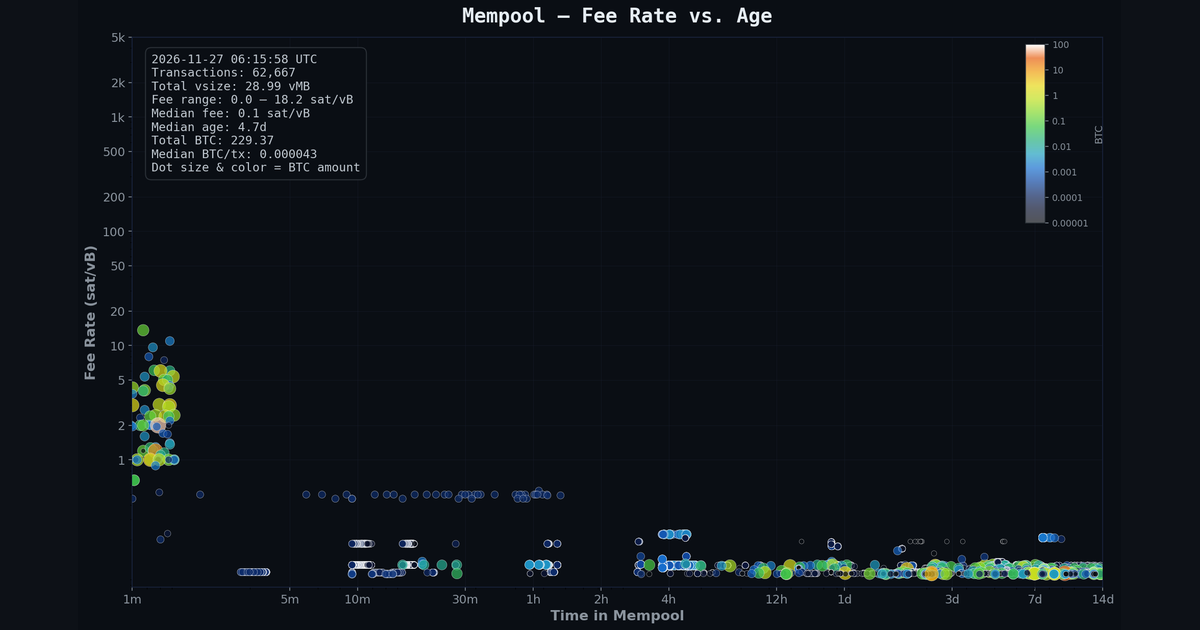 Mempool — Fee Rate vs. Age
5k
2k
1k
500
200
100
50
20
10
5
2
1
Fee Rate (sat/vB)
2026-11-27 06:15:58 UTC
Transactions: 62,667
Total vsize: 28.99 vMB
Fee range: 0.0 – 18.2 sat/vB
Median fee: 0.1 sat/vB
Median age: 4.7d
Total BTC: 229.37
Median BTC/tx: 0.000043
Dot size & color = BTC amount
100
10
1
0.1
0.01
0.001
0.0001
0.00001
BTC
1m
5m
10m
30m
1h
2h
4h
12h
1d
3d
7d
14d
Time in Mempool